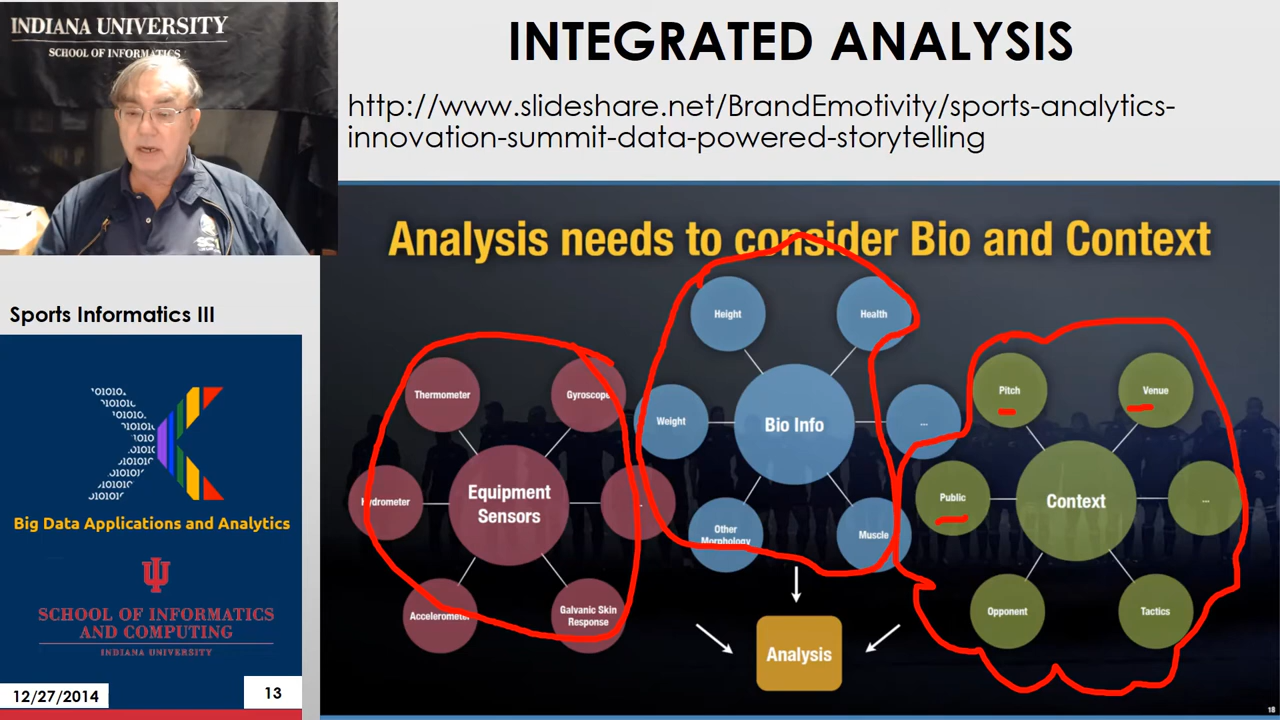 INDIANA UNIVERSITY
SCHOOL OF INFORMATICS
INTEGRATED ANALYSIS
http://www.slideshare.net/BrandEmotivity/sports-analytics-
innovation-summit-data-powered-storytelling
Sports Informatics III
Big Data Applications and Analytics
SCHOOL OF INFORMATICS
AND COMPUTING
INDIANA UNIVERSITY
12/27/2014
13
Analysis needs to consider Bio and Context
Thermometer
Gyroscope
Hydrometer
Equipment
Sensors
Accelerometer
Galvanic Skin
Response
Height
Health
Weight
Bio Info
...
Other
Morphology
Muscle
Pitch
Venue
Public
Context
...
Opponent
Tactics
Analysis
18